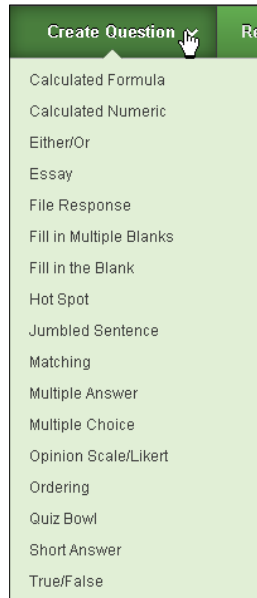 Create Question Re
Calculated Formula
Calculated Numeric
Either/Or
Essay
File Response
Fill in Multiple Blanks
Fill in the Blank
Hot Spot
Jumbled Sentence
Matching
Multiple Answer
Multiple Choice
Opinion Scale/Likert
Ordering
Quiz Bowl
Short Answer
True/False